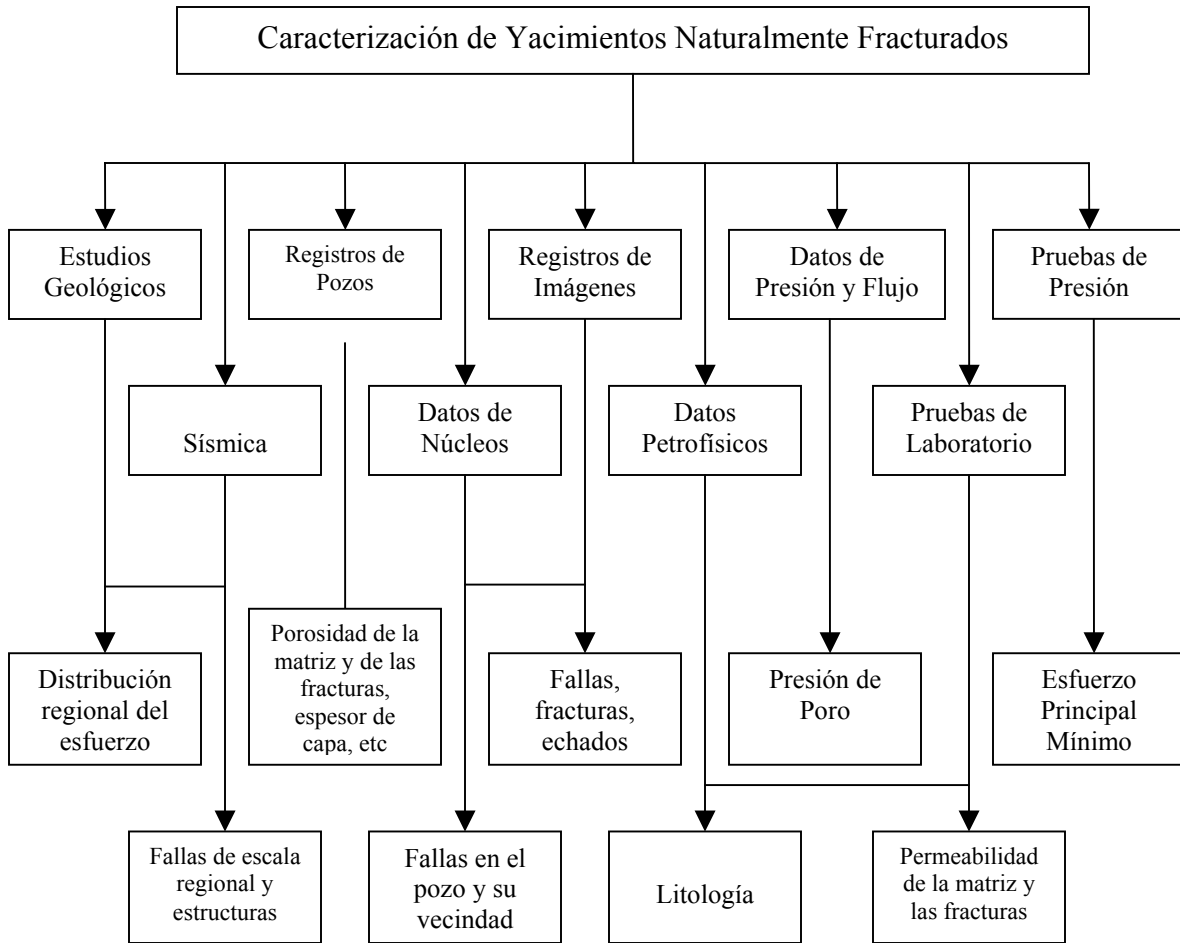 Caracterización de Yacimientos Naturalmente Fracturados
Estudios
Geológicos
Registros de
Pozos
Registros de
Imágenes
Datos de
Presión y Flujo
Pruebas de
Presión
Sísmica
Datos de
Núcleos
Datos
Petrofísicos
Pruebas de
Laboratorio
Distribución
regional del
esfuerzo
Porosidad de la
matriz y de las
fracturas,
espesor de
capa, etc
Fallas,
fracturas,
echados
Presión de
Poro
Esfuerzo
Principal
Mínimo
Fallas de escala
regional y
estructuras
Fallas en el
pozo y su
vecindad
Litología
Permeabilidad
de la matriz y
las fracturas